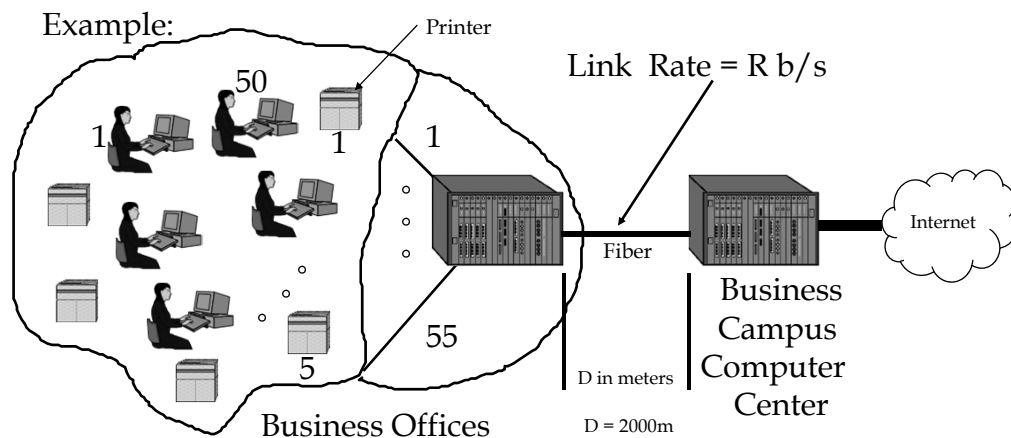 Example:
Printer
Link Rate = R b/s
50
1
1
1
Internet
Fiber
55
5
Business
Campus
Computer
Center
D in meters
D = 2000m
Business Offices